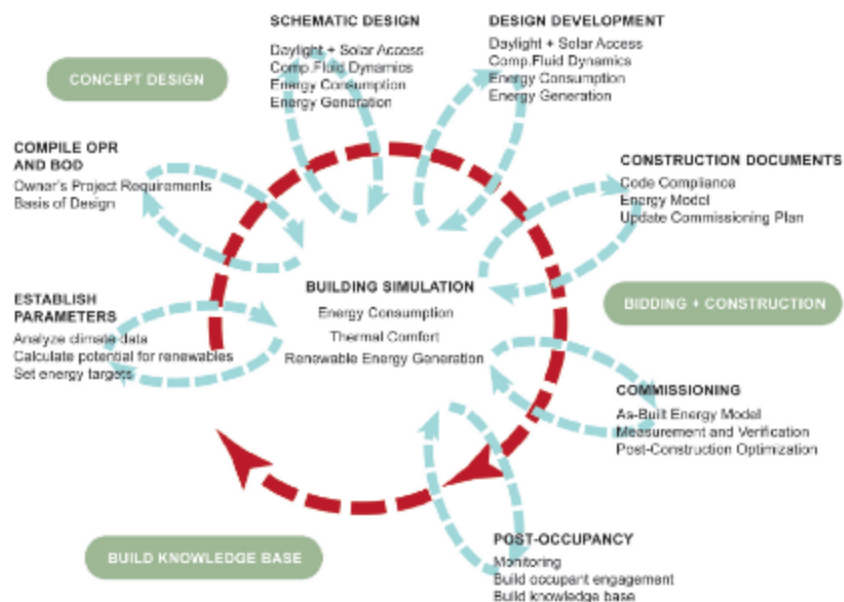 SCHEMATIC DESIGN
Daylight + Solar Access
Comp.Fluid Dynamics
Energy Consumption
Energy Generation
DESIGN DEVELOPMENT
Daylight + Solar Access
Comp.Fluid Dynamics
Energy Consumption
Energy Generation
CONCEPT DESIGN
COMPILE OPR
AND BOD
Owner's Project Requirements
Basis of Design
CONSTRUCTION DOCUMENTS
Code Compliance
Energy Model
Update Commissioning Plan
BUILDING SIMULATION
Energy Consumption
Thermal Comfort
Renewable Energy Generation
ESTABLISH
PARAMETERS
Analyze climate data
Calculate potential for renewables
Set energy targets
BIDDING + CONSTRUCTION
COMMISSIONING
As-Built Energy Model
Measurement and Verification
Post-Construction Optimization
BUILD KNOWLEDGE BASE
POST-OCCUPANCY
Monitoring
Build occupant engagement
Build knowledge base